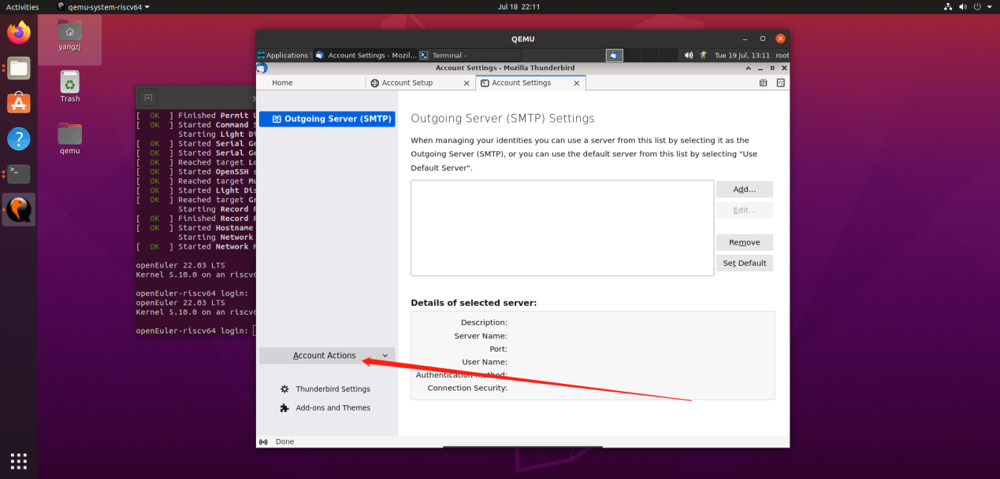 Activities
qemu-system-riscv64
Jul 18 22:11
yangzj
Trash
qemu
[ OK ] Finished Permit
[ OK ] Started Command
Starting Light
[ OK ] Started Serial
[ OK ] Started Serial
[ OK ] Reached target
[ OK ] Started OpenSSH
[ OK ] Reached target
[ OK ] Started Light
[ OK ] Reached target
Starting Record
[ OK ] Finished Record
[ OK ] Started Hostname
Starting Network
[ OK ] Started Network
openEuler 22.03 LTS
Kernel 5.10.0 on an riscv6
openEuler-riscv64 login:
openEuler 22.03 LTS
Kernel 5.10.0 on an riscv6
openEuler-riscv64 login:
QEMU
Applications
Account Settings - Mozil...
Terminal -
Tue 19 Jul, 13:11 root
Account Settings - Mozilla Thunderbird
Home
Account Setup
Account Settings
Outgoing Server (SMTP)
Account Actions
Thunderbird Settings
Add-ons and Themes
Outgoing Server (SMTP) Settings
When managing your identities you can use a server from this list by selecting it as the
Outgoing Server (SMTP), or you can use the default server from this list by selecting "Use
Default Server".
Add...
Edit...
Remove
Set Default
Details of selected server:
Description:
Server Name:
Port:
User Name:
Authentication method:
Connection Security:
Done